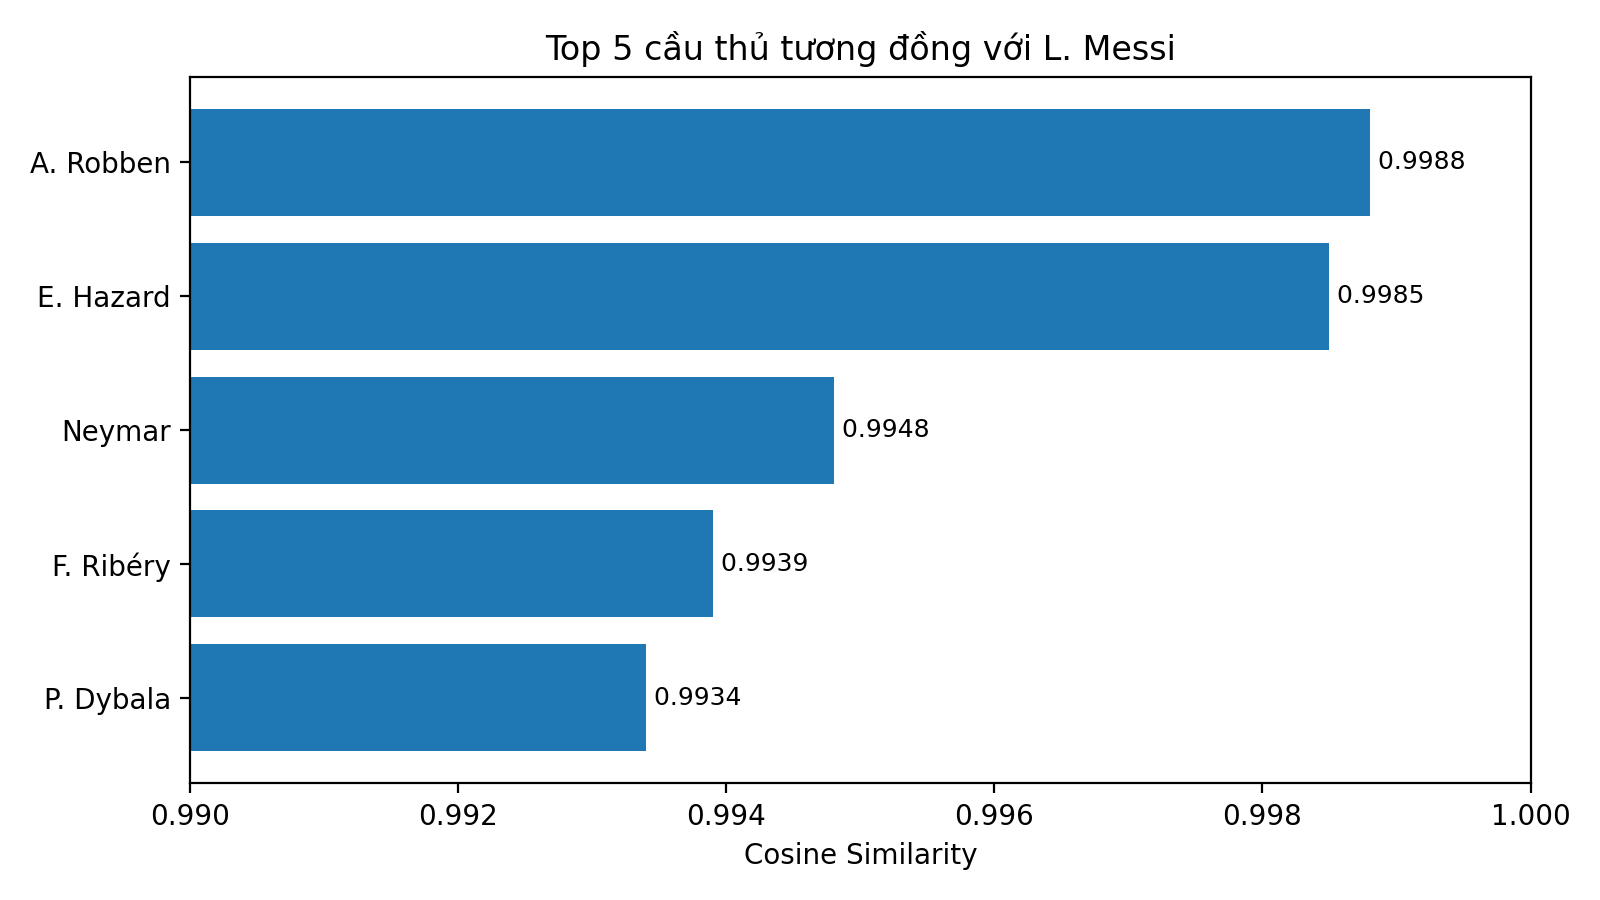 Top 5 cầu thủ tương đồng với L. Messi
A. Robben
0.9988
E. Hazard
0.9985
Neymar
0.9948
F. Ribéry
0.9939
P. Dybala
0.9934
0.990
0.992
0.994
0.996
0.998
1.000
Cosine Similarity